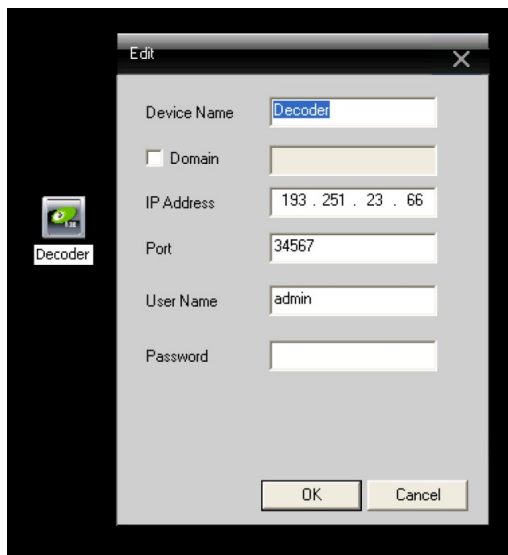 Edit
Device Name Decoder
Domain
IP Address 193 . 251 . 23 . 66
Decoder
Port 34567
User Name admin
Password
OK Cancel